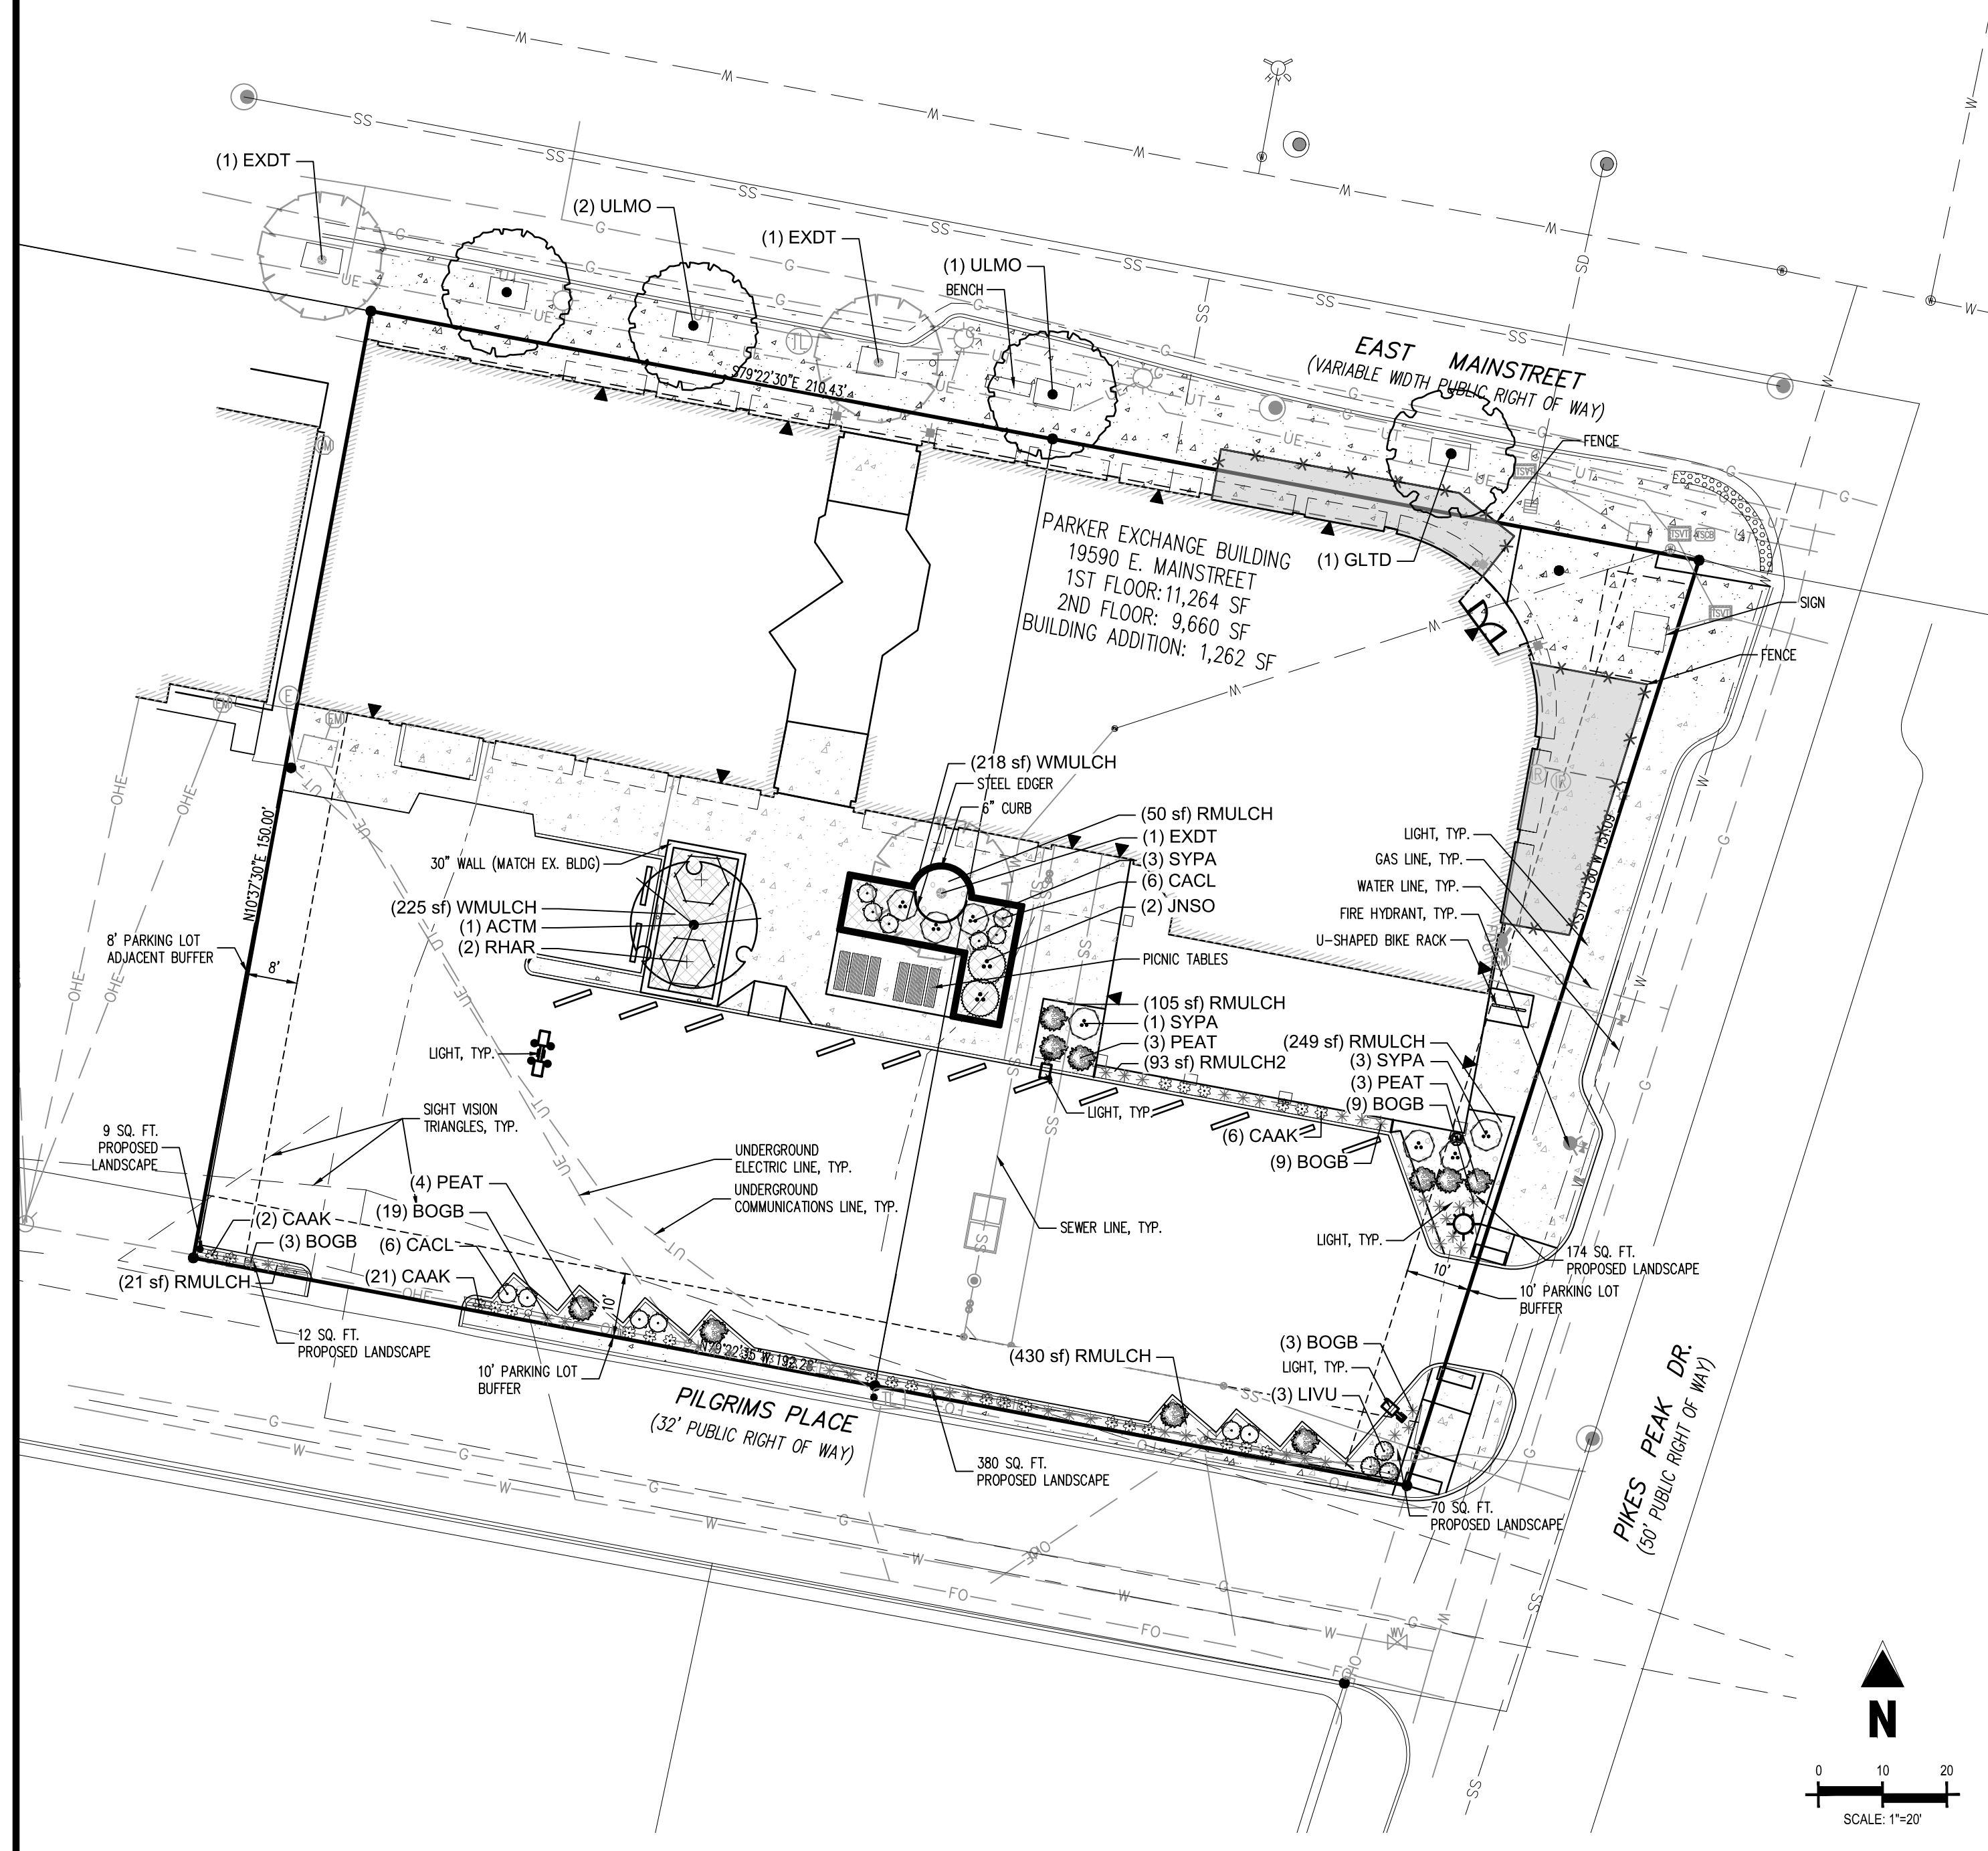 (1) EXDT
(2) ULMO
(1) EXDT
(1) ULMO
BENCH
S79°22'30"E 210.43'
EAST MAINSTREET
(VARIABLE WIDTH PUBLIC RIGHT OF WAY)
FENCE
(1) GLTD
SIGN
FENCE
PARKER EXCHANGE BUILDING
19590 E. MAINSTREET
1ST FLOOR: 11,264 SF
2ND FLOOR: 9,660 SF
BUILDING ADDITION: 1,262 SF
(218 sf) WMULCH
STEEL EDGER
6" CURB
(50 sf) RMULCH
(1) EXDT
(3) SYPA
(6) CACL
(2) JNSO
PICNIC TABLES
30" WALL (MATCH EX. BLDG)
(225 sf) WMULCH
(1) ACTM
(2) RHAR
LIGHT, TYP.
GAS LINE, TYP.
WATER LINE, TYP.
FIRE HYDRANT, TYP.
U-SHAPED BIKE RACK
N10°37'30"E 150.00'
8' PARKING LOT
ADJACENT BUFFER
8'
(105 sf) RMULCH
(1) SYPA
(3) PEAT
(93 sf) RMULCH2
(249 sf) RMULCH
(3) SYPA
(3) PEAT
(9) BOGB
LIGHT, TYP.
LIGHT, TYP.
(6) CAAK
(9) BOGB
SIGHT VISION
TRIANGLES, TYP.
9 SQ. FT.
PROPOSED
LANDSCAPE
UNDERGROUND
ELECTRIC LINE, TYP.
UNDERGROUND
COMMUNICATIONS LINE, TYP.
SEWER LINE, TYP.
(4) PEAT
(19) BOGB
(6) CACL
(21) CAAK
(2) CAAK
(3) BOGB
(21 sf) RMULCH
12 SQ. FT.
PROPOSED LANDSCAPE
10'
10' PARKING LOT
BUFFER
N79°22'35"W 192.28'
PILGRIMS PLACE
(32' PUBLIC RIGHT OF WAY)
(430 sf) RMULCH
380 SQ. FT.
PROPOSED LANDSCAPE
LIGHT, TYP.
174 SQ. FT.
PROPOSED LANDSCAPE
10'
10' PARKING LOT
BUFFER
(3) BOGB
LIGHT, TYP.
(3) LIVU
70 SQ. FT.
PROPOSED LANDSCAPE
PIKES PEAK DR.
(50' PUBLIC RIGHT OF WAY)
N
0 10 20
SCALE: 1"=20'